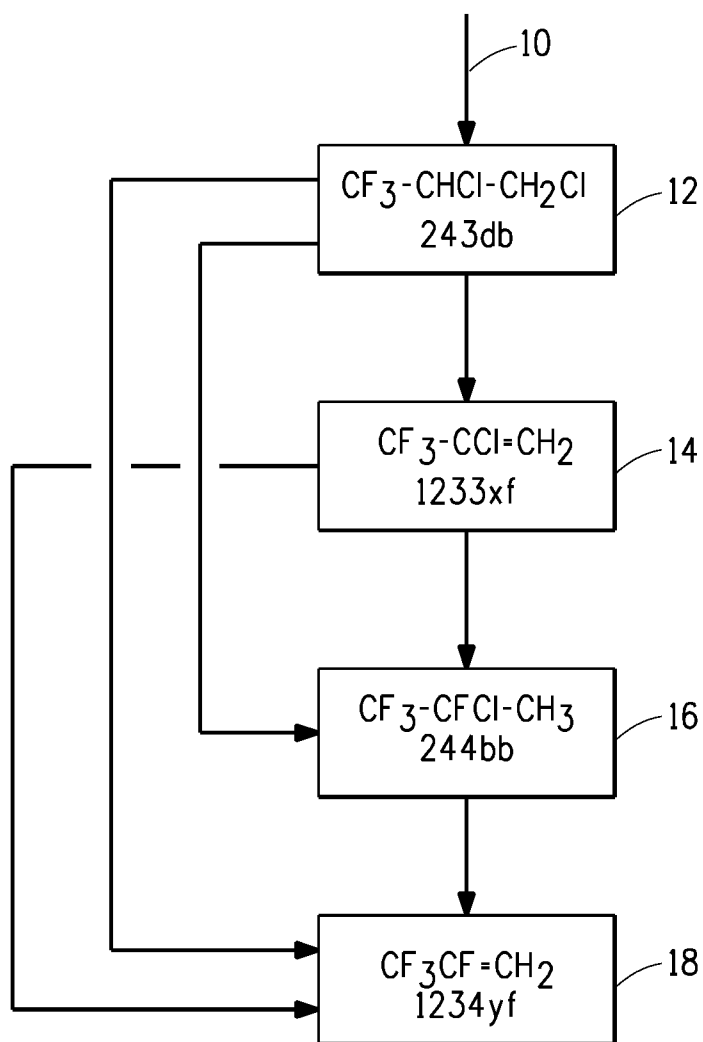 10
CF3-CHCl-CH2Cl
243db
12
CF3-CCl=CH2
1233xf
14
CF3-CFCl-CH3
244bb
16
CF3CF=CH2
1234yf
18